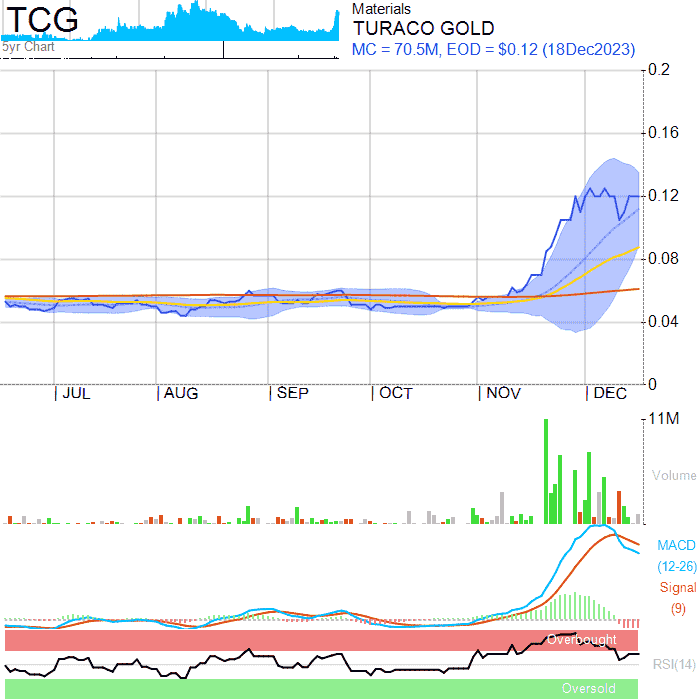 TCG
5yr Chart
Materials
TURACO GOLD
MC = 70.5M, EOD = $0.12 (18Dec2023)
0.2
0.16
0.12
0.08
0.04
0
JUL AUG SEP OCT NOV DEC
11M
Volume
MACD
(12-26)
Signal
(9)
Overbought
RSI(14)
Oversold